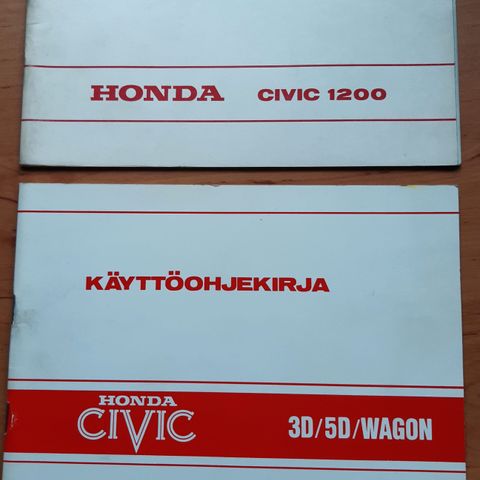 HONDA CIVIC 1200
KÄYTTÖOHJEKIRJA
HONDA
CIVIC 3D/5D/WAGON